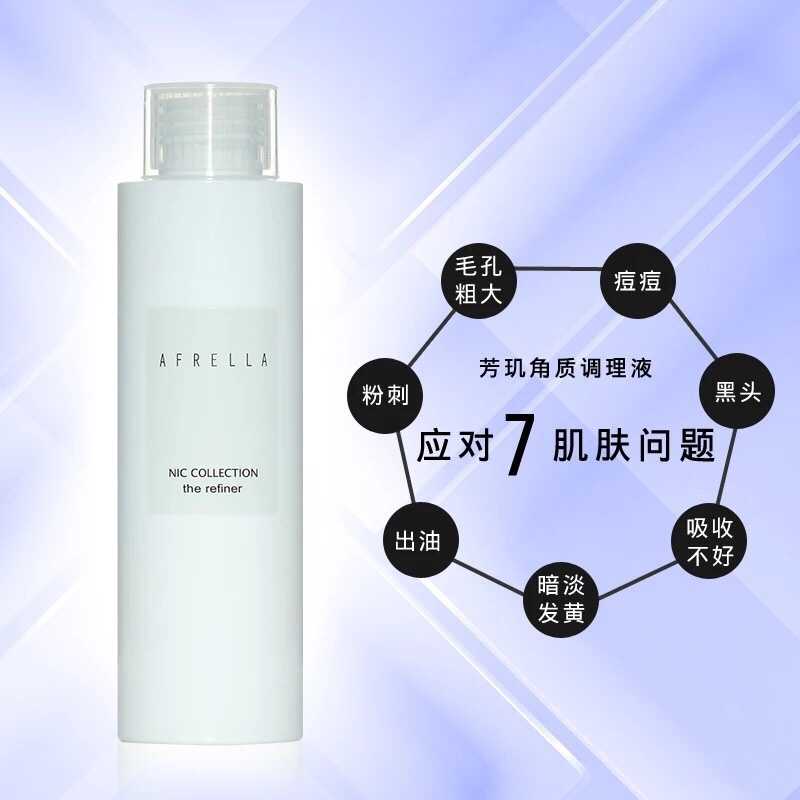 AFRELLA
NIC COLLECTION
the refiner
毛孔
粗大
痘痘
芳玑角质调理液
粉刺
黑头
应对7肌肤问题
出油
吸收
不好
暗淡
发黄